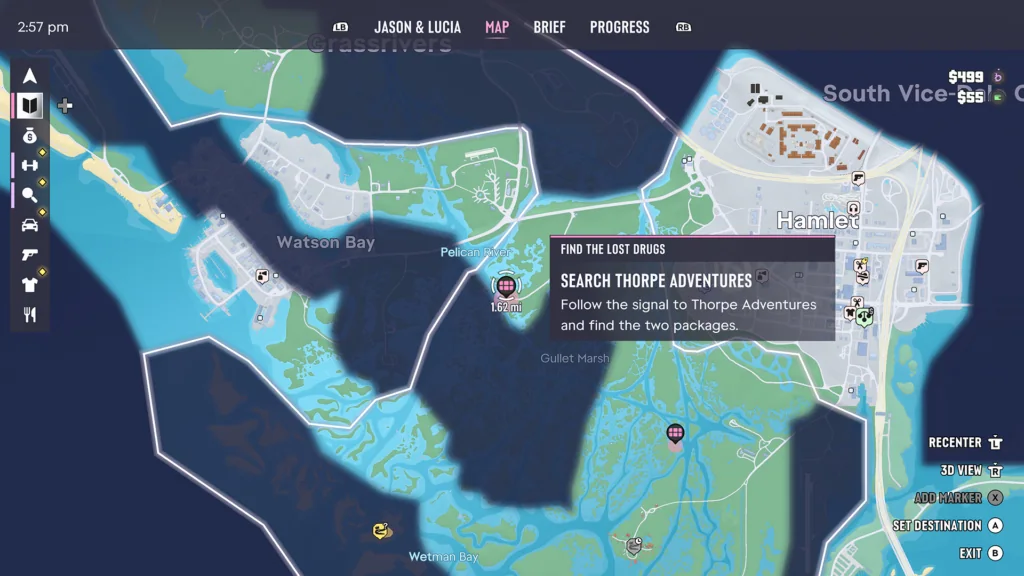 2:57 pm
LB
JASON & LUCIA
MAP
BRIEF
PROGRESS
RB
Grassrivers
$499
$55
South Vice-Dale C
Hamlet
Watson Bay
Pelican River
FIND THE LOST DRUGS
SEARCH THORPE ADVENTURES
Follow the signal to Thorpe Adventures
and find the two packages.
1.62 mi
Gullet Marsh
RECENTER L
3D VIEW R
ADD MARKER X
SET DESTINATION A
EXIT B
Wetman Bay